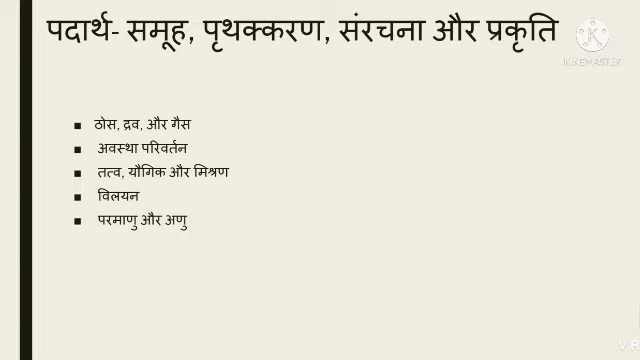 पदार्थ- समूह, पृथक्करण, संरचना और प्रकृति
KINEMASTER
■ ठोस, द्रव, और गैस
■ अवस्था परिवर्तन
■ तत्व, यौगिक और मिश्रण
■ विलयन
■ परमाणु और अणु
V R